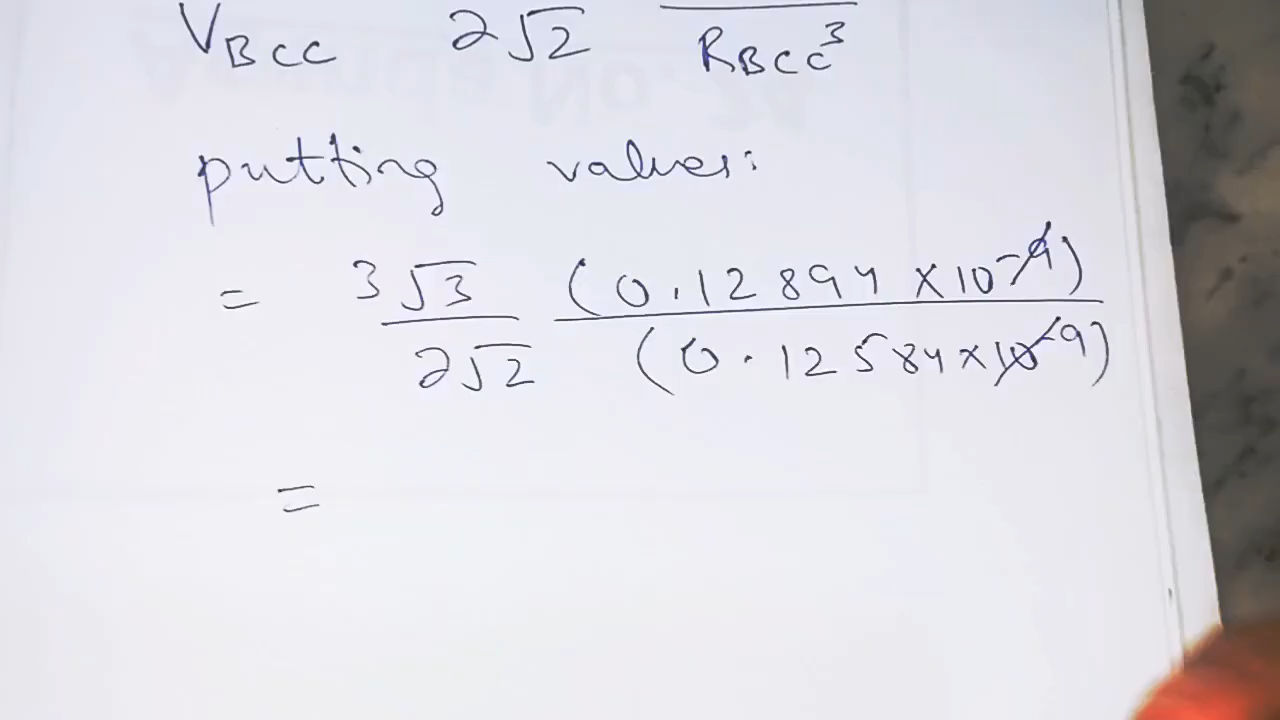 V_BCC 2√2 R_BCC³
putting values:
= 3√3 / 2√2 (0.12894 × 10⁻⁹) / (0.12584 × 10⁻⁹)
=